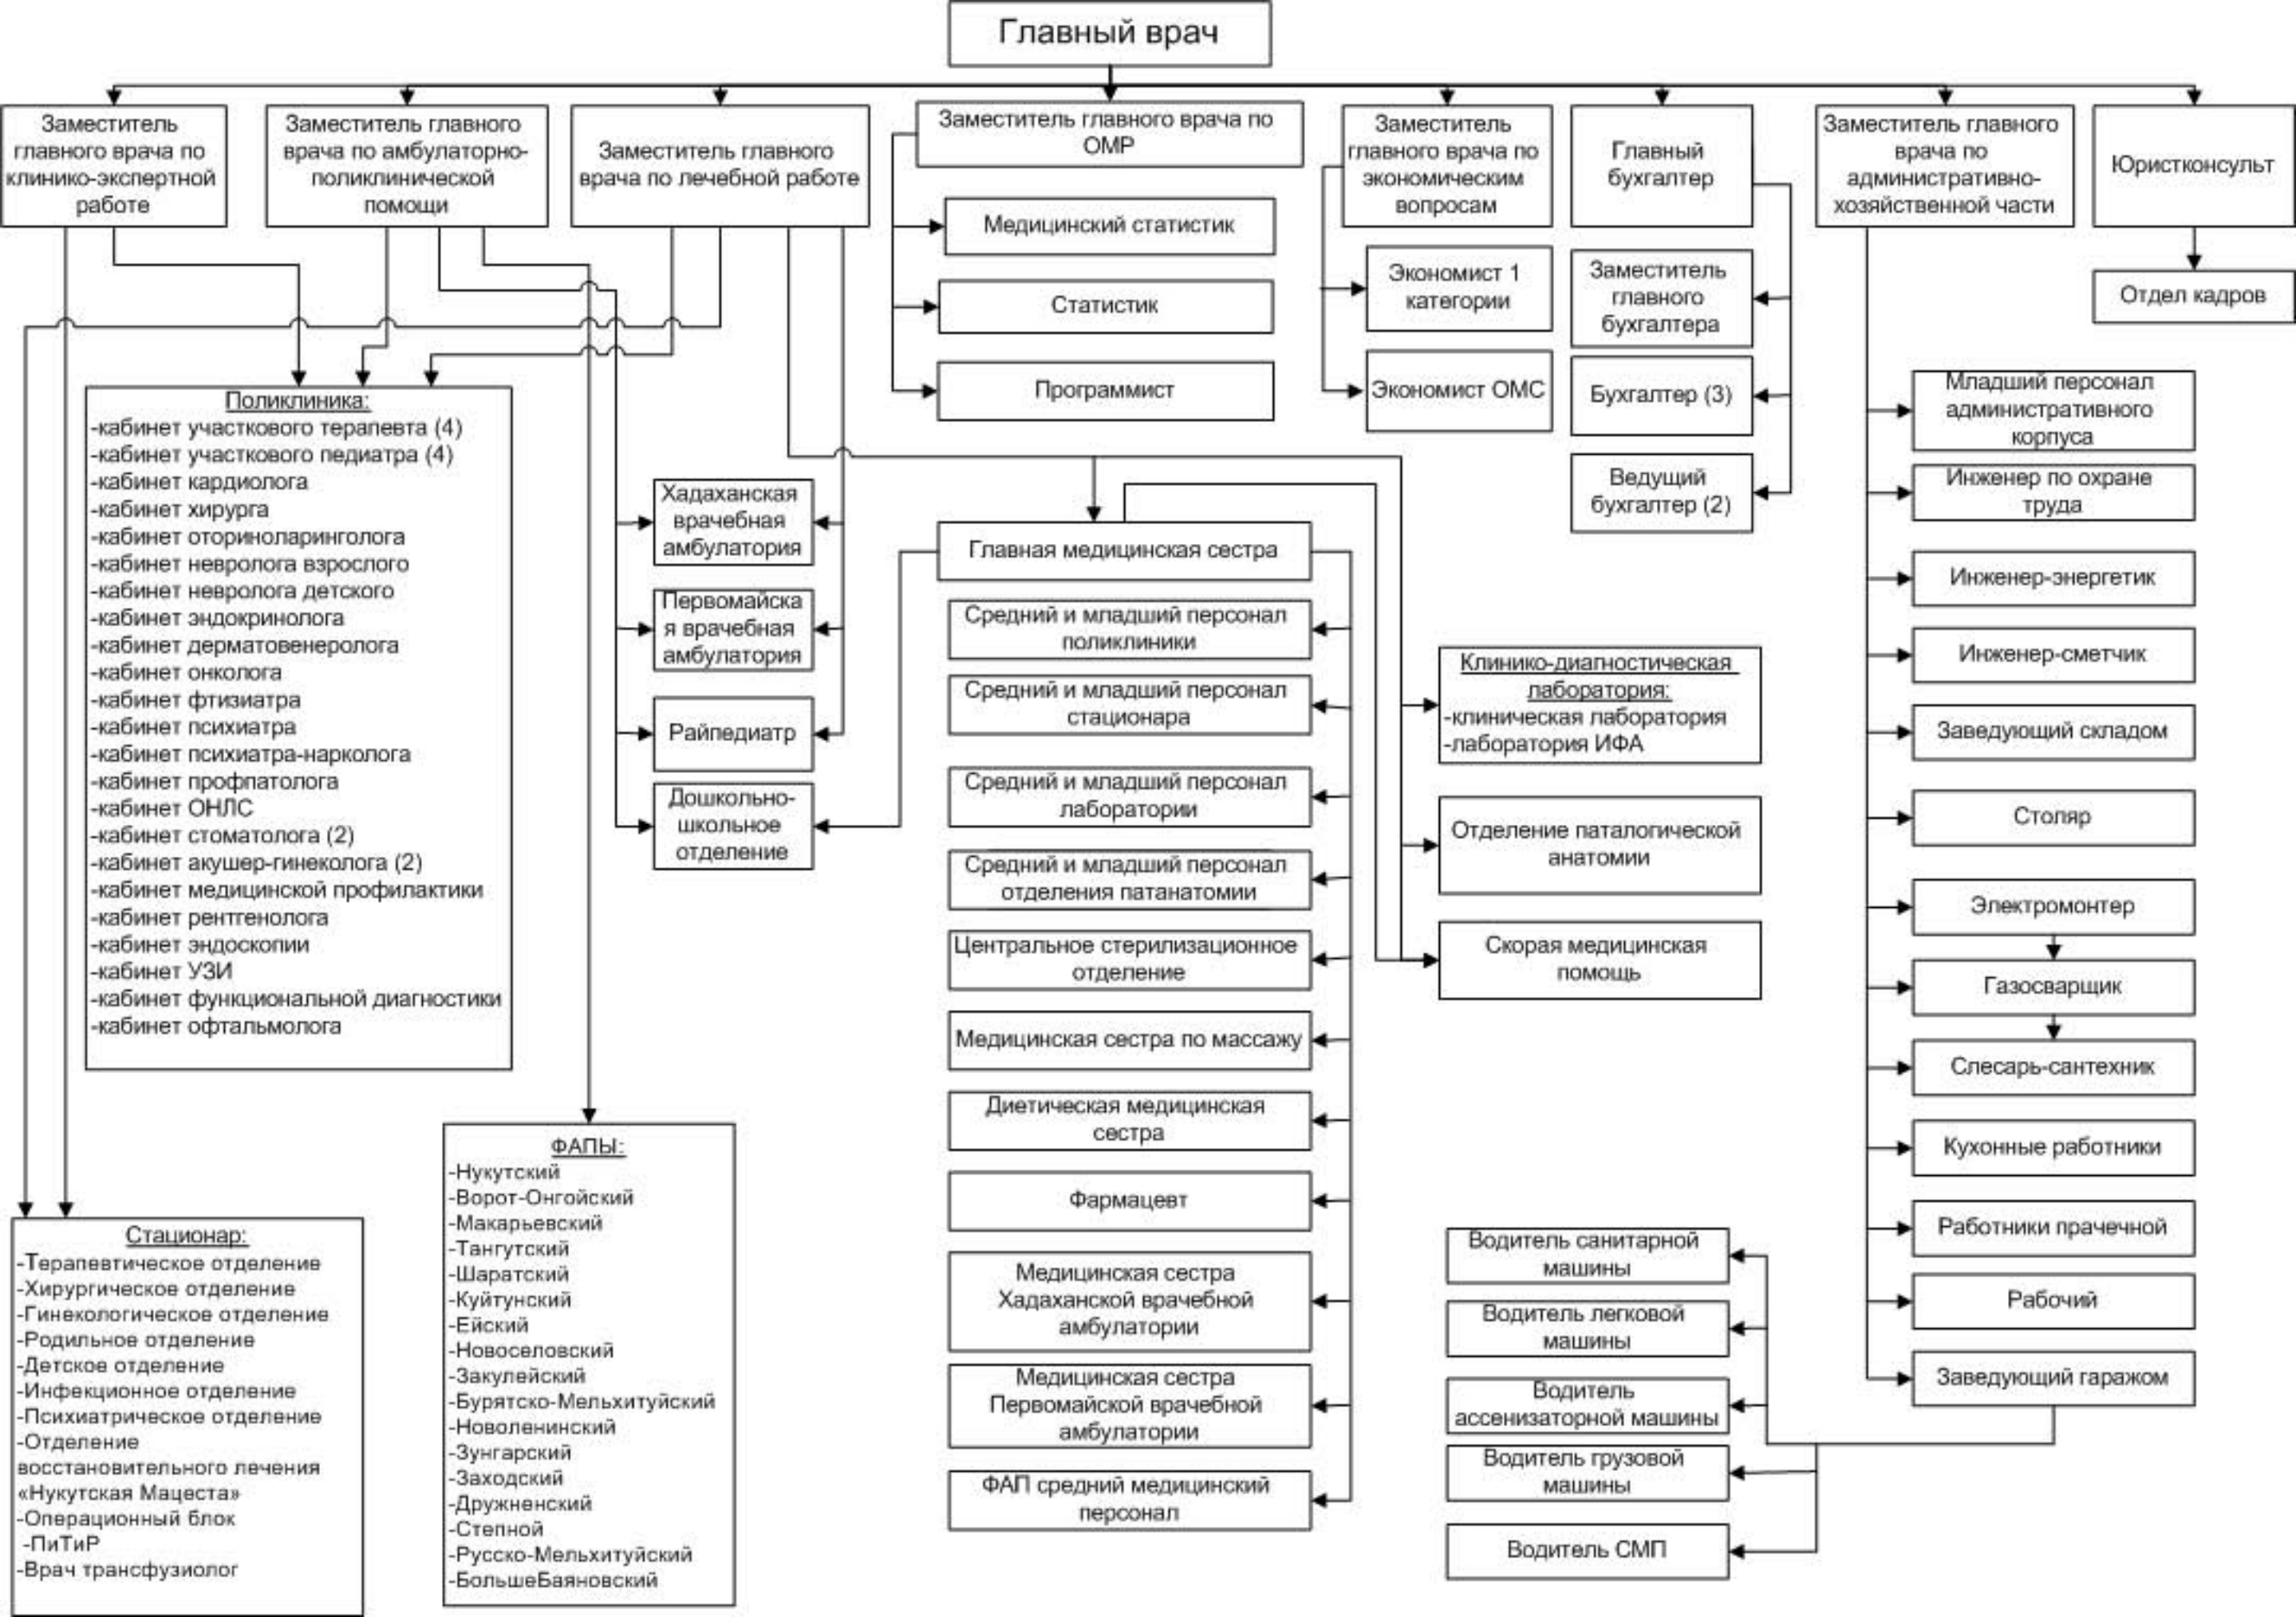 Главный врач
Заместитель
главного врача по
клинико-экспертной
работе
Заместитель главного
врача по амбулаторно-
поликлинической
помощи
Заместитель главного
врача по лечебной работе
Заместитель главного врача по
ОМР
Заместитель
главного врача по
экономическим
вопросам
Главный
бухгалтер
Заместитель главного
врача по
административно-
хозяйственной части
Юристконсульт
Медицинский статистик
Статистик
Программист
Экономист 1
категории
Экономист ОМС
Заместитель
главного
бухгалтера
Бухгалтер (3)
Ведущий
бухгалтер (2)
Отдел кадров
Поликлиника:
-кабинет участкового терапевта (4)
-кабинет участкового педиатра (4)
-кабинет кардиолога
-кабинет хирурга
-кабинет оториноларинголога
-кабинет невролога взрослого
-кабинет невролога детского
-кабинет эндокринолога
-кабинет дерматовенеролога
-кабинет онколога
-кабинет фтизиатра
-кабинет психиатра
-кабинет психиатра-нарколога
-кабинет профпатолога
-кабинет ОНЛС
-кабинет стоматолога (2)
-кабинет акушер-гинеколога (2)
-кабинет медицинской профилактики
-кабинет рентгенолога
-кабинет эндоскопии
-кабинет УЗИ
-кабинет функциональной диагностики
-кабинет офтальмолога
Хадаханская
врачебная
амбулатория
Первомайска
я врачебная
амбулатория
Райпедиатр
Дошкольно-
школьное
отделение
Главная медицинская сестра
Средний и младший персонал
поликлиники
Средний и младший персонал
стационара
Средний и младший персонал
лаборатории
Средний и младший персонал
отделения патанатомии
Центральное стерилизационное
отделение
Медицинская сестра по массажу
Диетическая медицинская
сестра
Фармацевт
Медицинская сестра
Хадаханской врачебной
амбулатории
Медицинская сестра
Первомайской врачебной
амбулатории
ФАП средний медицинский
персонал
Клинико-диагностическая
лаборатория:
-клиническая лаборатория
-лаборатория ИФА
Отделение паталогической
анатомии
Скорая медицинская
помощь
Младший персонал
административного
корпуса
Инженер по охране
труда
Инженер-энергетик
Инженер-сметчик
Заведующий складом
Столяр
Электромонтер
Газосварщик
Слесарь-сантехник
Кухонные работники
Работники прачечной
Рабочий
Заведующий гаражом
Водитель санитарной
машины
Водитель легковой
машины
Водитель
ассенизаторной машины
Водитель грузовой
машины
Водитель СМП
Стационар:
-Терапевтическое отделение
-Хирургическое отделение
-Гинекологическое отделение
-Родильное отделение
-Детское отделение
-Инфекционное отделение
-Психиатрическое отделение
-Отделение
восстановительного лечения
«Нукутская Мацеста»
-Операционный блок
-ПиТиР
-Врач трансфузиолог
ФАПЫ:
-Нукутский
-Ворот-Онгойский
-Макарьевский
-Тангутский
-Шаратский
-Куйтунский
-Ейский
-Новоселовский
-Закулейский
-Бурятско-Мельхитуйский
-Новоленинский
-Зунгарский
-Заходский
-Дружненский
-Степной
-Русско-Мельхитуйский
-БольшеБаяновский